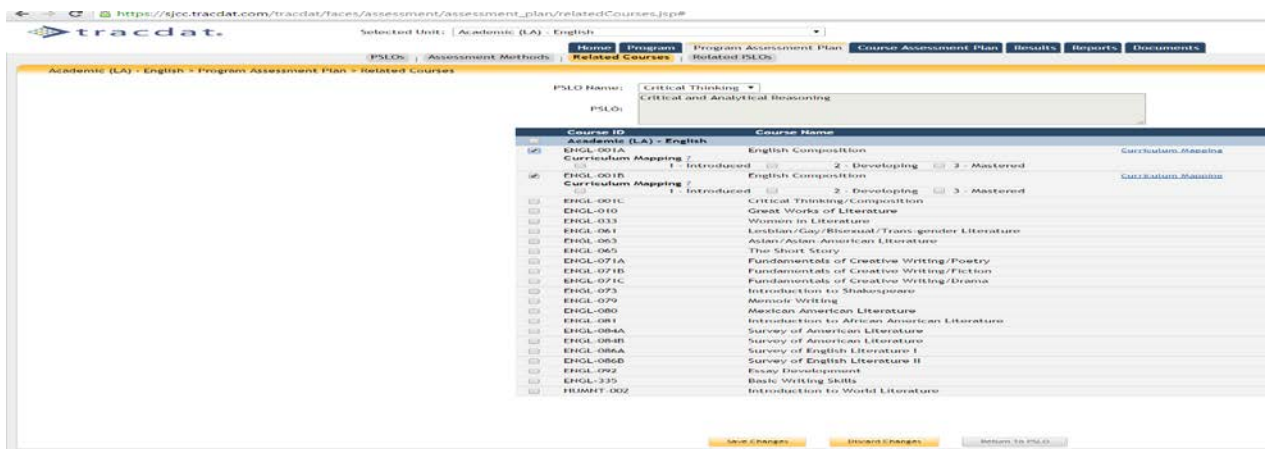 https://sjcc.tracdat.com/tracdat/faces/assessment/assessment_plan/relatedCourses.jsp#
tracdat. Selected Unit: Academic (LA) - English
Home Program Program Assessment Plan Course Assessment Plan Results Reports Documents
PSLOs | Assessment Methods | Related Courses | Related ISLOs
Academic (LA) - English > Program Assessment Plan > Related Courses
PSLO Name: Critical Thinking
PSLO: Critical and Analytical Reasoning
Course ID Course Name
Academic (LA) - English
ENGL-001A English Composition Curriculum Mapping
Curriculum Mapping ?
1 - Introduced 2 - Developing 3 - Mastered
ENGL-001B English Composition Curriculum Mapping
Curriculum Mapping ?
1 - Introduced 2 - Developing 3 - Mastered
ENGL-001C Critical Thinking/Composition
ENGL-010 Great Works of Literature
ENGL-033 Women in Literature
ENGL-061 Lesbian/Gay/Bisexual/Trans-gender Literature
ENGL-063 Asian/Asian-American Literature
ENGL-065 The Short Story
ENGL-071A Fundamentals of Creative Writing/Poetry
ENGL-071B Fundamentals of Creative Writing/Fiction
ENGL-071C Fundamentals of Creative Writing/Drama
ENGL-073 Introduction to Shakespeare
ENGL-079 Memoir Writing
ENGL-080 Mexican American Literature
ENGL-081 Introduction to African American Literature
ENGL-084A Survey of American Literature
ENGL-084B Survey of American Literature
ENGL-086A Survey of English Literature I
ENGL-086B Survey of English Literature II
ENGL-092 Essay Development
ENGL-335 Basic Writing Skills
HUMNT-002 Introduction to World Literature
Save Changes Discard Changes Return To PSLO